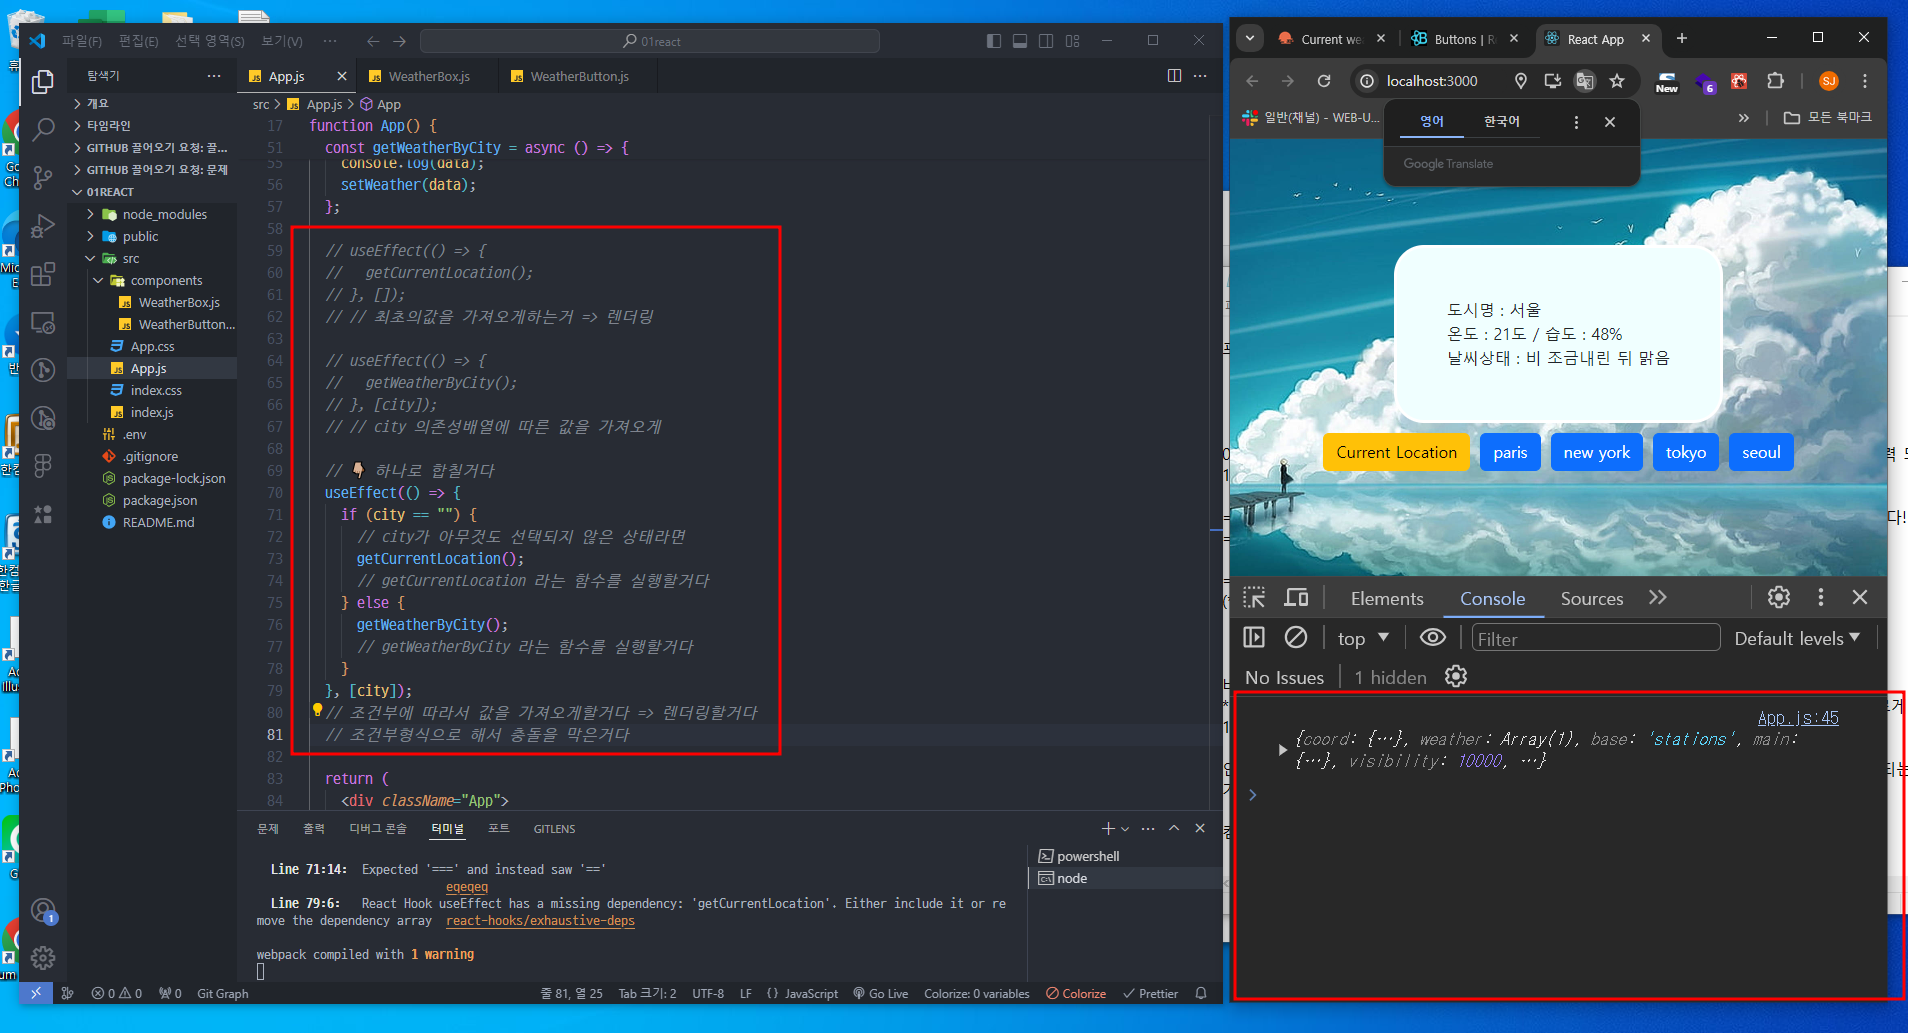 파일(F) 편집(E) 선택 영역(S) 보기(V) ··· 01react
탐색기 ···
App.js WeatherBox.js WeatherButton.js
개요
타임라인
GITHUB 끌어오기 요청: 끌...
GITHUB 끌어오기 요청: 문제
01REACT
node_modules
public
src
components
WeatherBox.js
WeatherButton...
App.css
App.js
index.css
index.js
.env
.gitignore
package-lock.json
package.json
README.md
src > App.js > App
17 function App() {
51 const getWeatherByCity = async () => {
55 console.log(data);
56 setWeather(data);
57 };
58
59 // useEffect(() => {
60 //   getCurrentLocation();
61 // }, []);
62 // // 최초의값을 가져오게하는거 => 렌더링
63
64 // useEffect(() => {
65 //   getWeatherByCity();
66 // }, [city]);
67 // // city 의존성배열에 따른 값을 가져오게
68
69 // 👇🏻 하나로 합칠거다
70 useEffect(() => {
71 if (city == "") {
72 // city가 아무것도 선택되지 않은 상태라면
73 getCurrentLocation();
74 // getCurrentLocation 라는 함수를 실행할거다
75 } else {
76 getWeatherByCity();
77 // getWeatherByCity 라는 함수를 실행할거다
78 }
79 }, [city]);
80 // 조건부에 따라서 값을 가져오게할거다 => 렌더링할거다
81 // 조건부형식으로 해서 충돌을 막은거다
82
83 return (
84 <div className="App">
문제 출력 디버그 콘솔 터미널 포트 GITLENS
Line 71:14:  Expected '===' and instead saw '=='
eqeqeq
Line 79:6:   React Hook useEffect has a missing dependency: 'getCurrentLocation'. Either include it or re
move the dependency array  react-hooks/exhaustive-deps
webpack compiled with 1 warning
powershell
node
0 0 0 Git Graph 줄 81, 열 25 Tab 크기: 2 UTF-8 LF {} JavaScript Go Live Colorize: 0 variables Colorize Prettier
1
Current we Buttons | R React App
localhost:3000 New 6 SJ
일반(채널) - WEB-U... 모든 북마크
영어 한국어
Google Translate
도시명 : 서울
온도 : 21도 / 습도 : 48%
날씨상태 : 비 조금내린 뒤 맑음
Current Location paris new york tokyo seoul
Elements Console Sources
top Filter Default levels
No Issues 1 hidden
App.js:45
{coord: {…}, weather: Array(1), base: 'stations', main:
{…}, visibility: 10000, …}